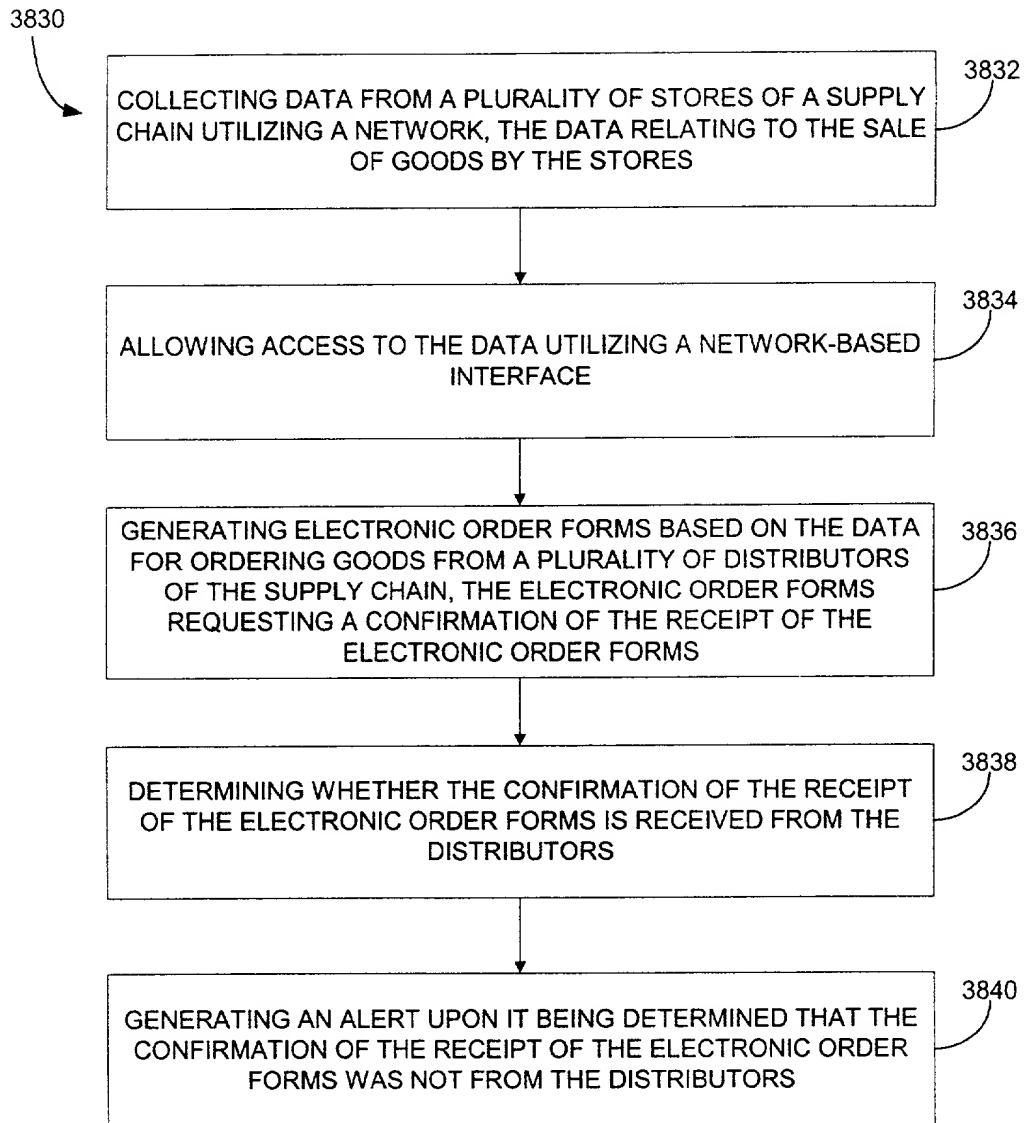 3830
3832
COLLECTING DATA FROM A PLURALITY OF STORES OF A SUPPLY
CHAIN UTILIZING A NETWORK, THE DATA RELATING TO THE SALE
OF GOODS BY THE STORES
3834
ALLOWING ACCESS TO THE DATA UTILIZING A NETWORK-BASED
INTERFACE
3836
GENERATING ELECTRONIC ORDER FORMS BASED ON THE DATA
FOR ORDERING GOODS FROM A PLURALITY OF DISTRIBUTORS
OF THE SUPPLY CHAIN, THE ELECTRONIC ORDER FORMS
REQUESTING A CONFIRMATION OF THE RECEIPT OF THE
ELECTRONIC ORDER FORMS
3838
DETERMINING WHETHER THE CONFIRMATION OF THE RECEIPT
OF THE ELECTRONIC ORDER FORMS IS RECEIVED FROM THE
DISTRIBUTORS
3840
GENERATING AN ALERT UPON IT BEING DETERMINED THAT THE
CONFIRMATION OF THE RECEIPT OF THE ELECTRONIC ORDER
FORMS WAS NOT FROM THE DISTRIBUTORS